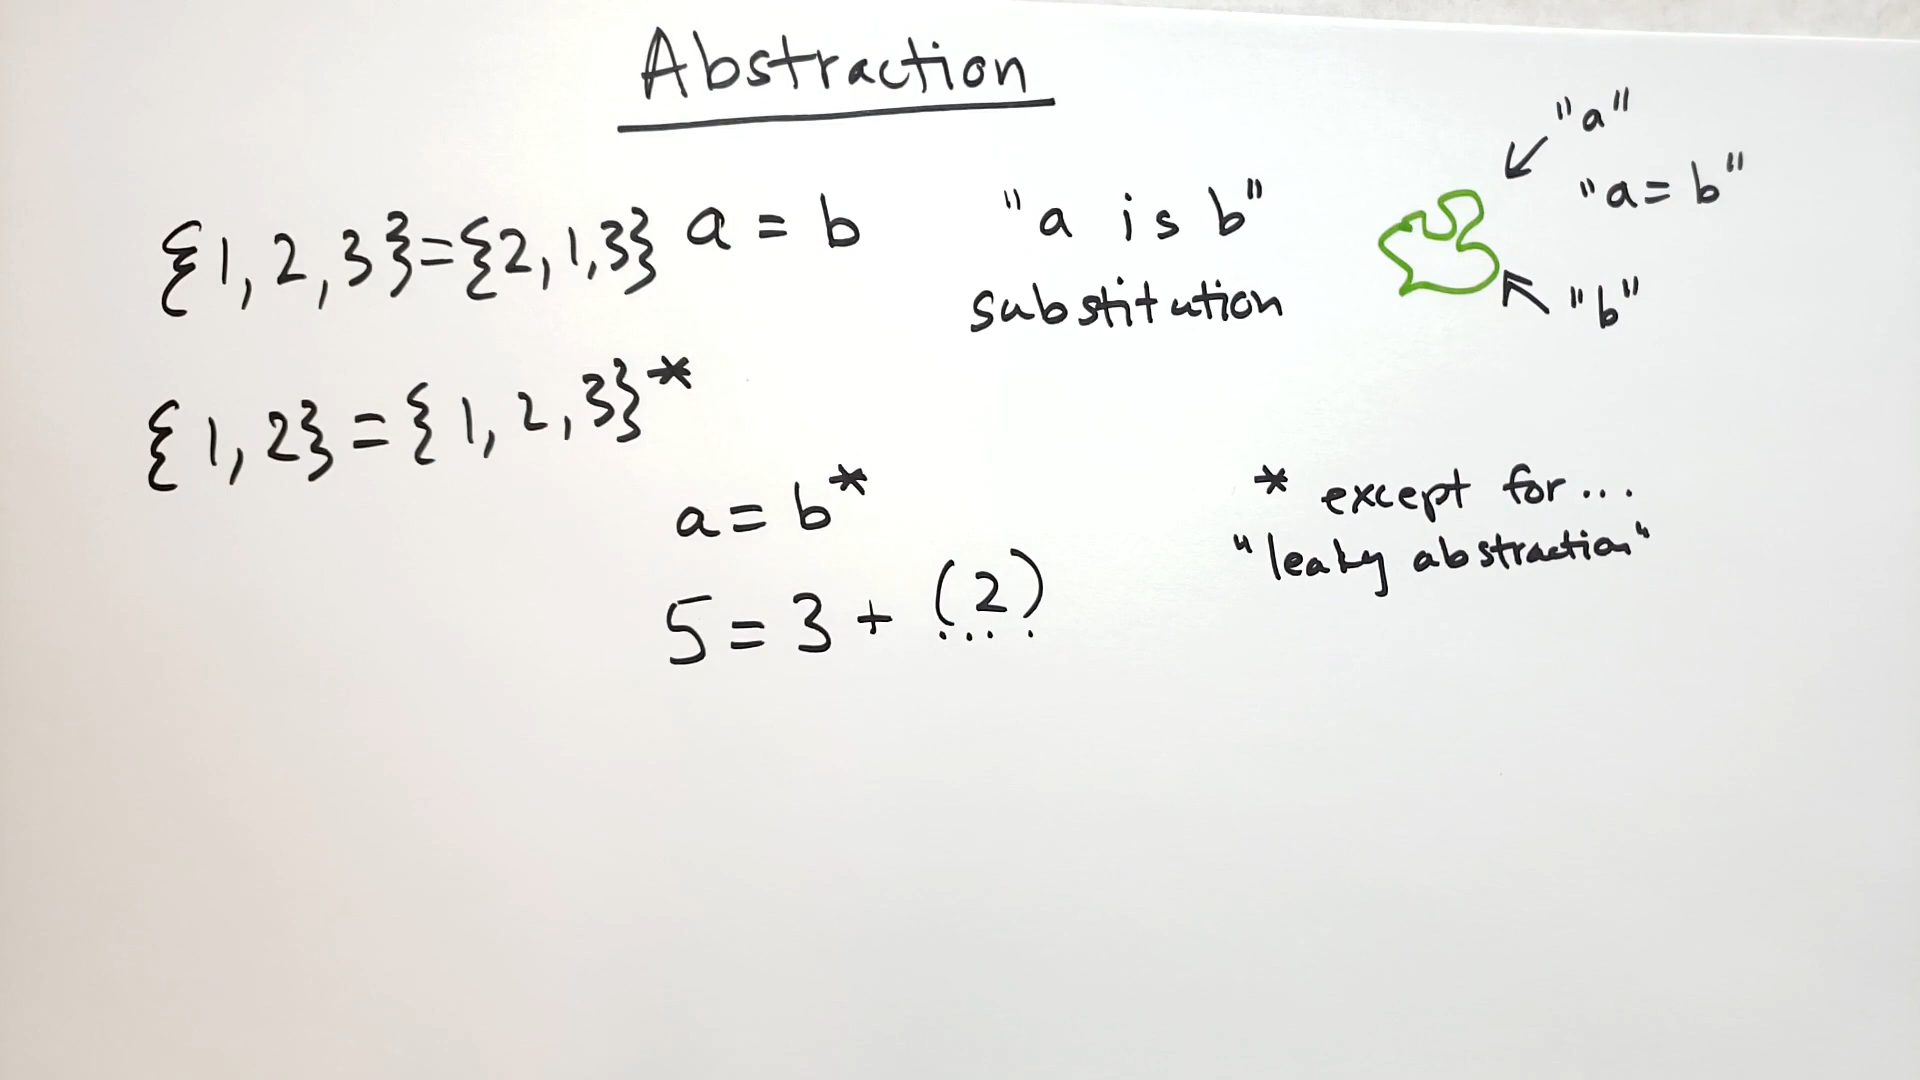 Abstraction
{1, 2, 3}={2, 1, 3} a = b
"a is b"
substitution
"a"
"a = b"
"b"
{1, 2} = {1, 2, 3}*
a = b*
5 = 3 + (2)
....
* except for...
"leaky abstraction"